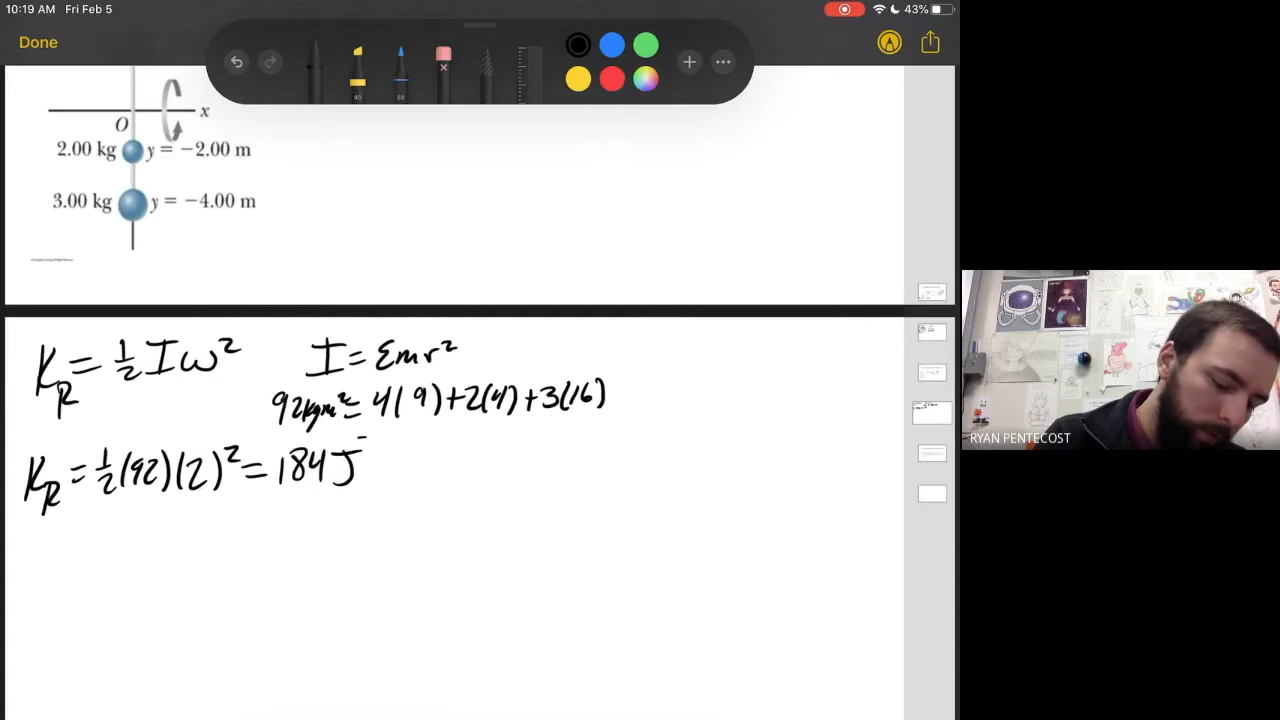 10:19 AM Fri Feb 5
43%
Done
O
x
2.00 kg y = −2.00 m
3.00 kg y = −4.00 m
K_R = ½ I ω² I = Σmr²
92kgm² = 4(9)+2(4)+3(16)
K_R = ½(92)(2)² = 184 J
RYAN PENTECOST